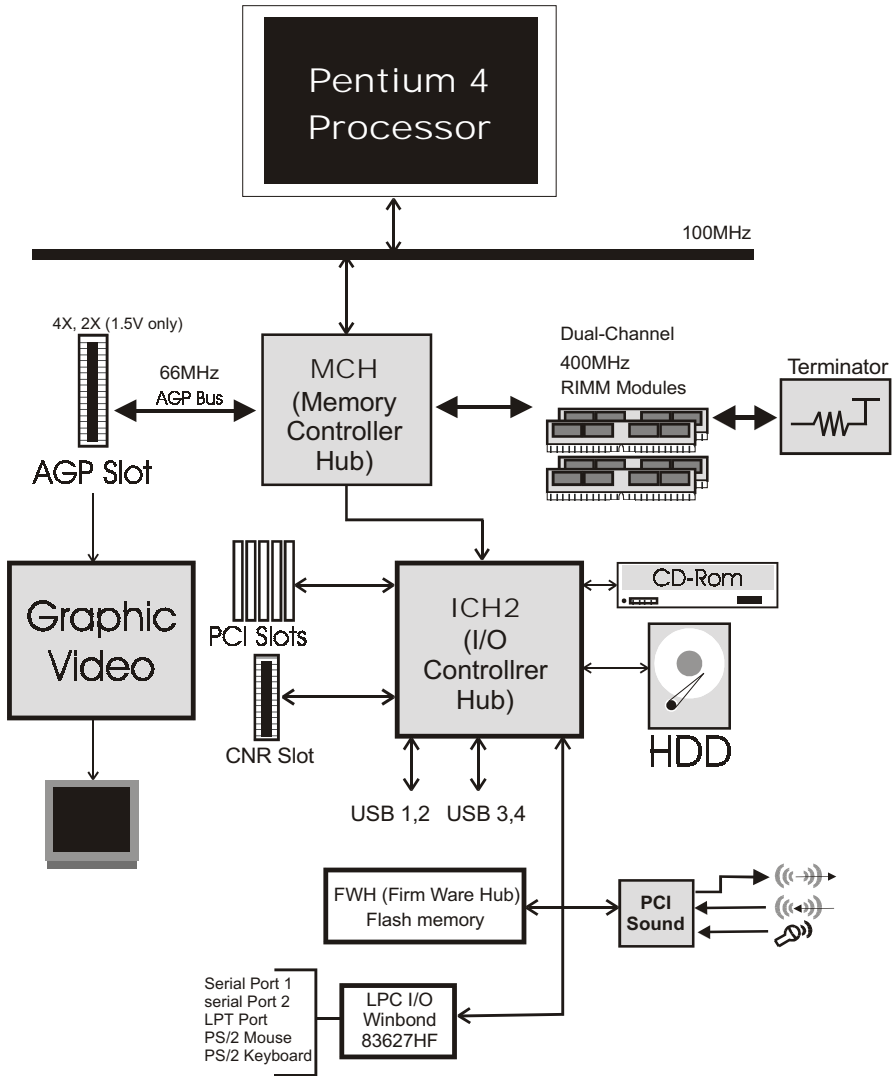 Pentium 4
Processor
100MHz
4X, 2X (1.5V only)
66MHz
AGP Bus
AGP Slot
MCH
(Memory
Controller
Hub)
Dual-Channel
400MHz
RIMM Modules
Terminator
Graphic
Video
PCI Slots
CNR Slot
ICH2
(I/O
Controllrer
Hub)
CD-Rom
HDD
USB 1,2
USB 3,4
FWH (Firm Ware Hub)
Flash memory
PCI
Sound
Serial Port 1
serial Port 2
LPT Port
PS/2 Mouse
PS/2 Keyboard
LPC I/O
Winbond
83627HF